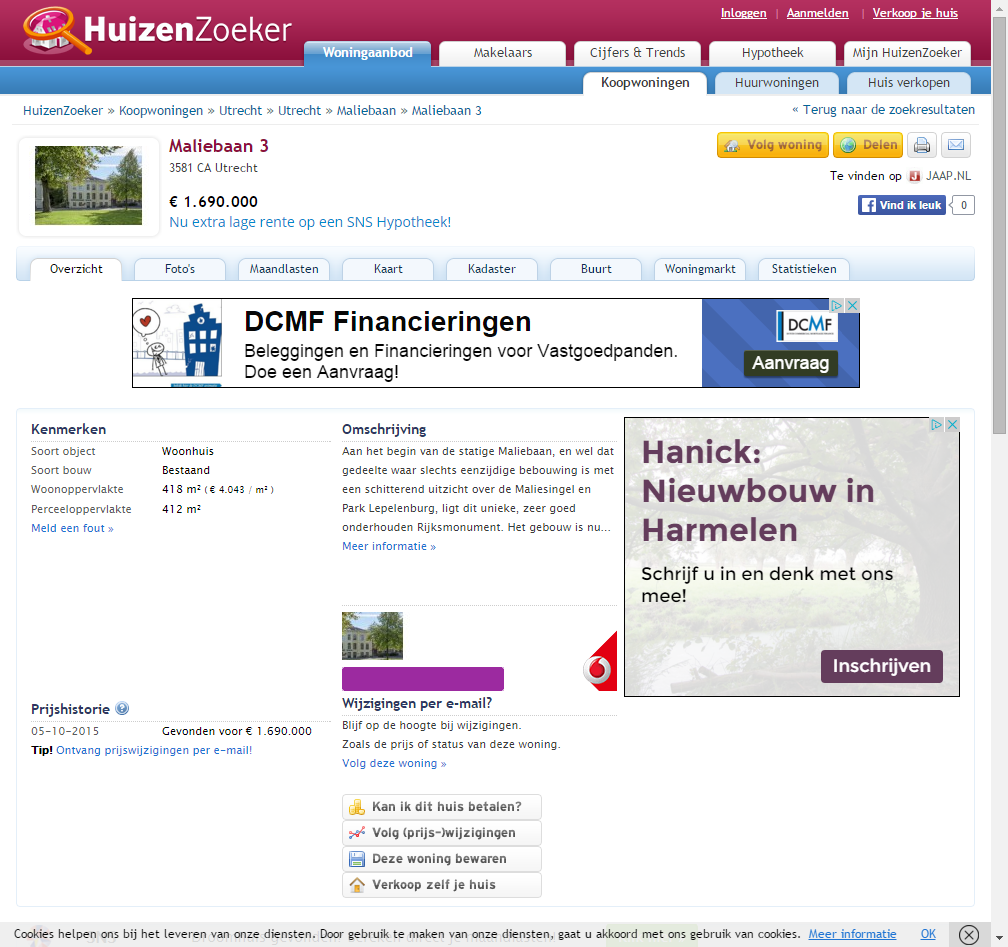 Inloggen | Aanmelden | Verkoop je huis
HuizenZoeker
Woningaanbod Makelaars Cijfers & Trends Hypotheek Mijn HuizenZoeker
Koopwoningen Huurwoningen Huis verkopen
HuizenZoeker » Koopwoningen » Utrecht » Utrecht » Maliebaan » Maliebaan 3
« Terug naar de zoekresultaten
Maliebaan 3
3581 CA Utrecht
€ 1.690.000
Nu extra lage rente op een SNS Hypotheek!
Volg woning Delen
Te vinden op J JAAP.NL
f Vind ik leuk 0
Overzicht Foto's Maandlasten Kaart Kadaster Buurt Woningmarkt Statistieken
DCMF Financieringen
Beleggingen en Financieringen voor Vastgoedpanden.
Doe een Aanvraag!
DCMF
Aanvraag
Kenmerken
Soort object Woonhuis
Soort bouw Bestaand
Woonoppervlakte 418 m² ( € 4.043 / m² )
Perceeloppervlakte 412 m²
Meld een fout »
Omschrijving
Aan het begin van de statige Maliebaan, en wel dat
gedeelte waar slechts eenzijdige bebouwing is met
een schitterend uitzicht over de Maliesingel en
Park Lepelenburg, ligt dit unieke, zeer goed
onderhouden Rijksmonument. Het gebouw is nu...
Meer informatie »
Hanick:
Nieuwbouw in
Harmelen
Schrijf u in en denk met ons
mee!
Inschrijven
Prijshistorie ?
05-10-2015 Gevonden voor € 1.690.000
Tip! Ontvang prijswijzigingen per e-mail!
Wijzigingen per e-mail?
Blijf op de hoogte bij wijzigingen.
Zoals de prijs of status van deze woning.
Volg deze woning »
Kan ik dit huis betalen?
Volg (prijs-)wijzigingen
Deze woning bewaren
Verkoop zelf je huis
Cookies helpen ons bij het leveren van onze diensten. Door gebruik te maken van onze diensten, gaat u akkoord met ons gebruik van cookies. Meer informatie OK